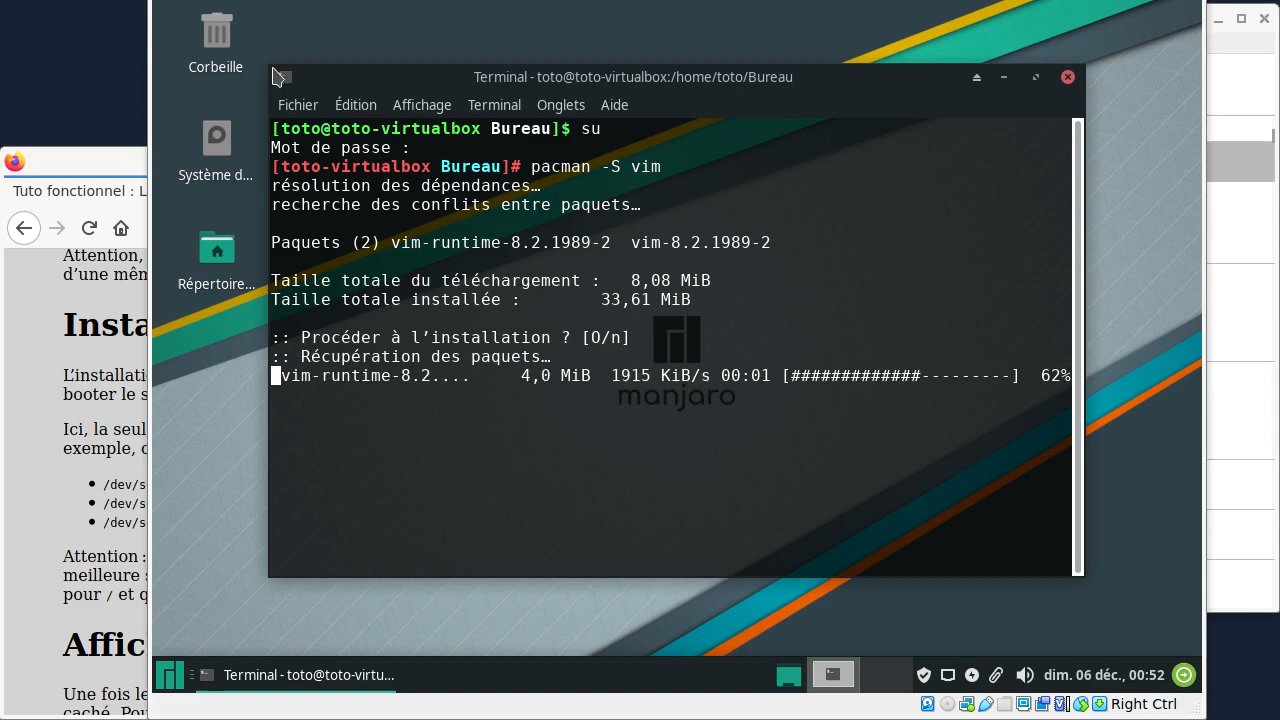 Corbeille
Système d...
Répertoire...
Terminal - toto@toto-virtualbox:/home/toto/Bureau
Fichier Édition Affichage Terminal Onglets Aide
[toto@toto-virtualbox Bureau]$ su
Mot de passe :
[toto-virtualbox Bureau]# pacman -S vim
résolution des dépendances…
recherche des conflits entre paquets…
Paquets (2) vim-runtime-8.2.1989-2  vim-8.2.1989-2
Taille totale du téléchargement :   8,08 MiB
Taille totale installée :        33,61 MiB
:: Procéder à l’installation ? [O/n]
:: Récupération des paquets…
vim-runtime-8.2....     4,0 MiB  1915 KiB/s 00:01 [#############---------]  62%
manjaro
Tuto fonctionnel : L
Attention,
d’une mêm
Insta
L’installati
booter le s
Ici, la seul
exemple, c
/dev/s
/dev/s
/dev/s
Attention :
meilleure s
pour / et q
Affic
Une fois le
caché. Pou
Terminal - toto@toto-virtu...
dim. 06 déc., 00:52
Right Ctrl